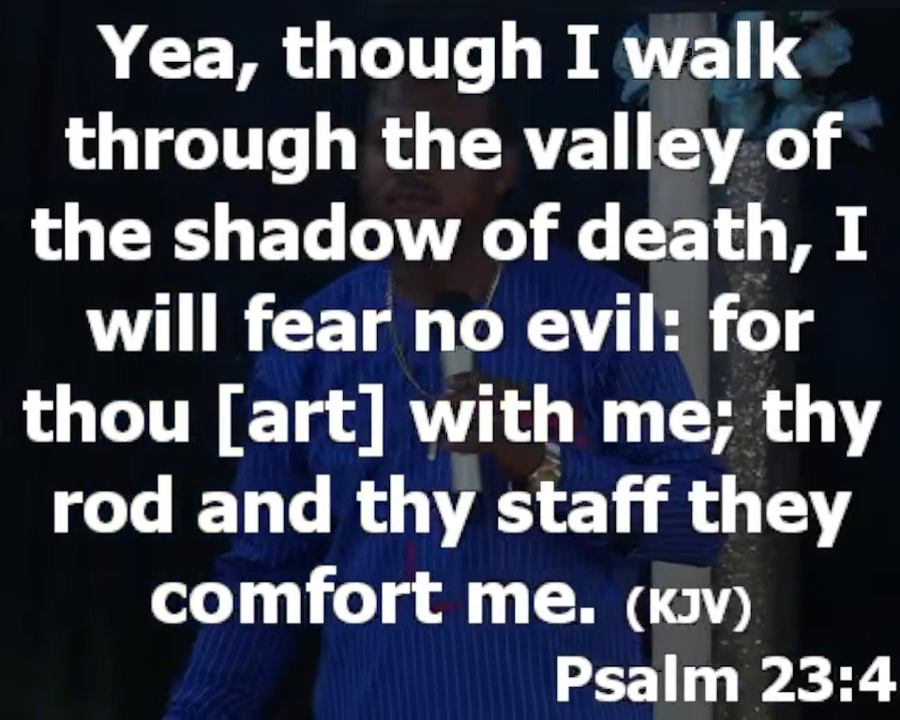 Yea, though I walk
through the valley of
the shadow of death, I
will fear no evil: for
thou [art] with me; thy
rod and thy staff they
comfort me. (KJV)
Psalm 23:4